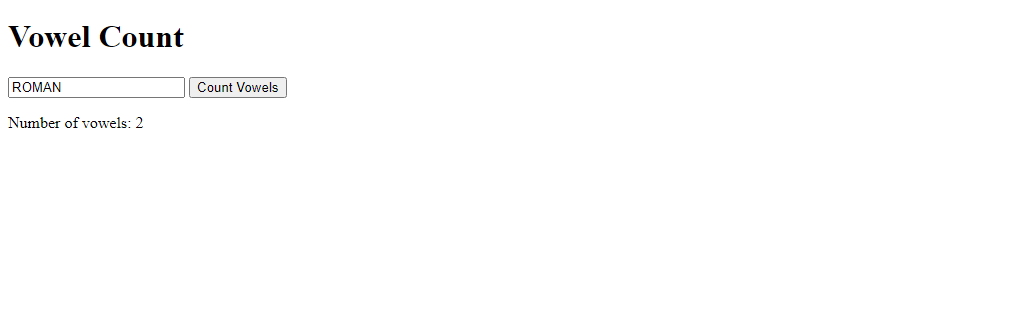 Vowel Count
ROMAN Count Vowels
Number of vowels: 2